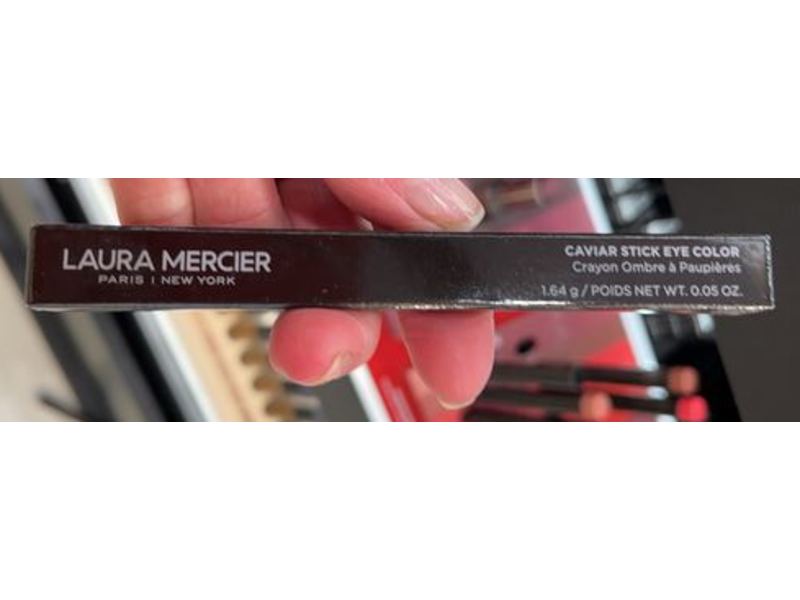 LAURA MERCIER
PARIS | NEW YORK
CAVIAR STICK EYE COLOR
Crayon Ombre à Paupières
1.64 g / POIDS NET WT. 0.05 OZ.